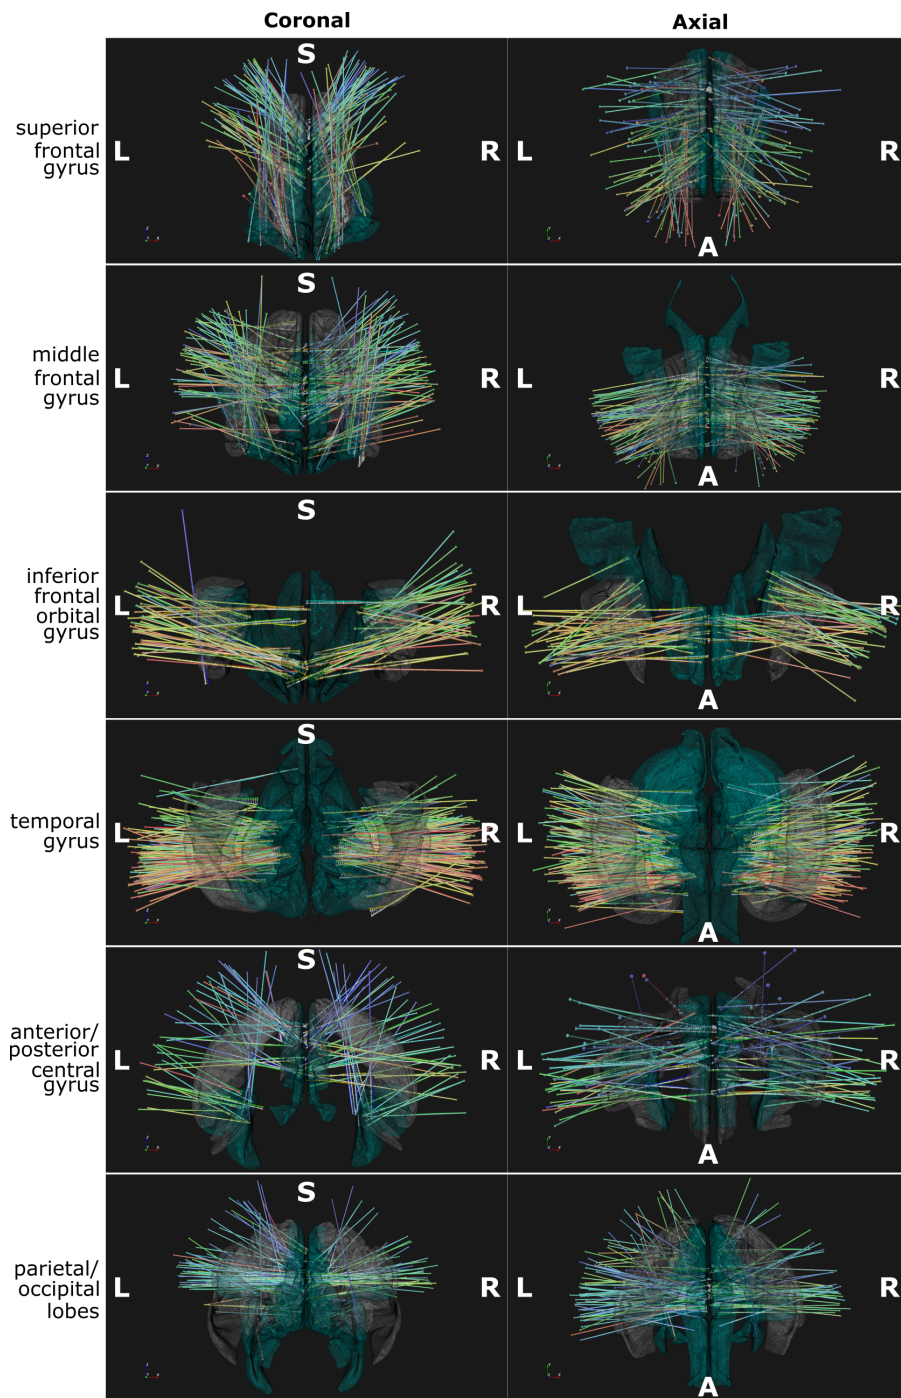 Coronal
Axial
superior
frontal
gyrus
S
L
R
L
R
A
middle
frontal
gyrus
S
L
R
L
R
A
inferior
frontal
orbital
gyrus
S
L
R
L
R
A
temporal
gyrus
S
L
R
L
R
A
anterior/
posterior
central
gyrus
S
L
R
L
R
A
parietal/
occipital
lobes
S
L
R
L
R
A